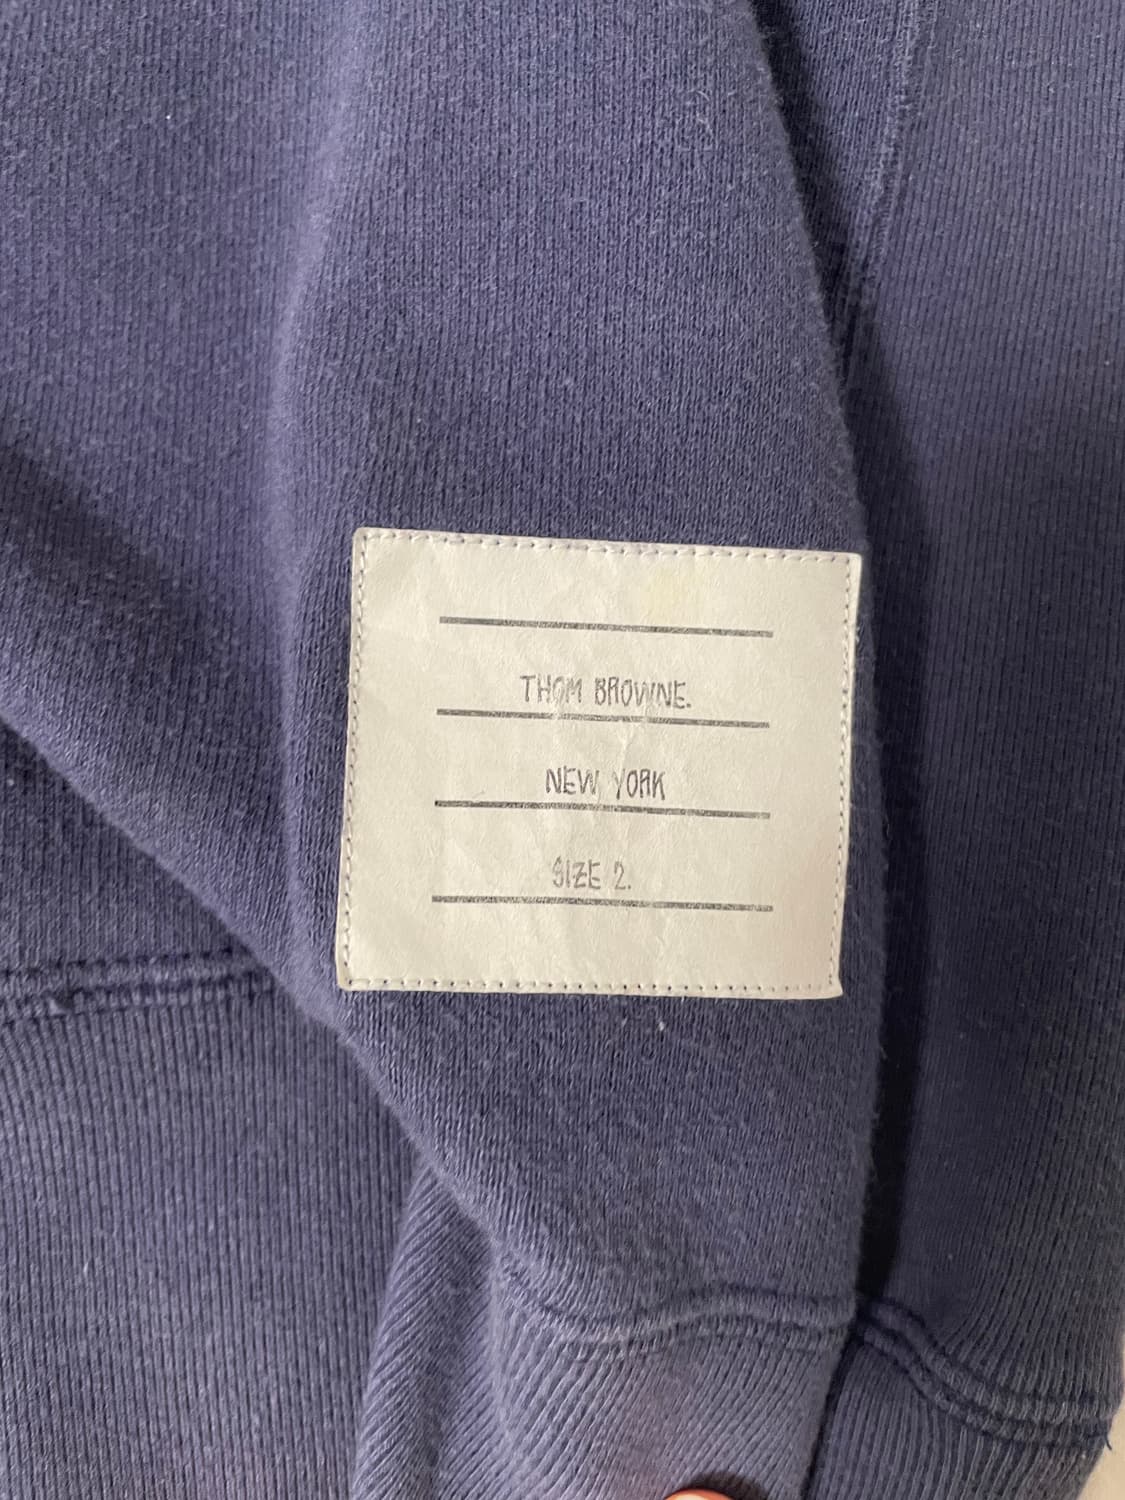 THOM BROWNE.
NEW YORK
SIZE 2.